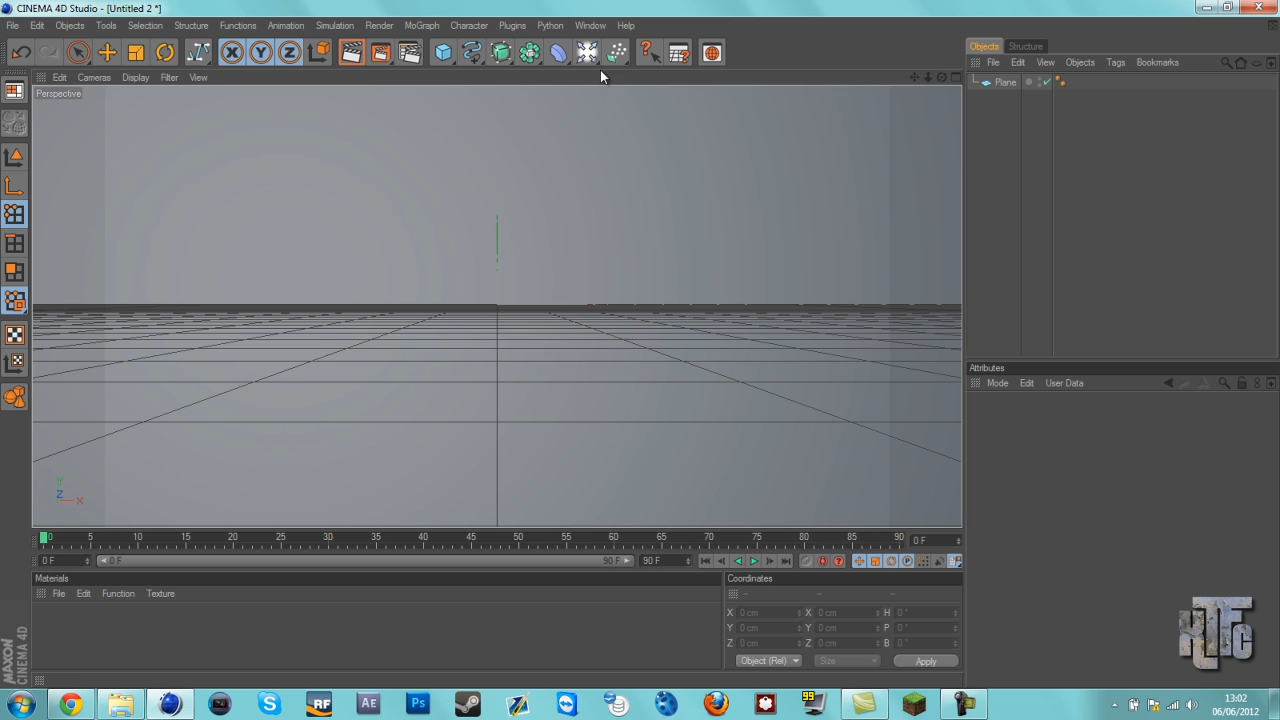 CINEMA 4D Studio - [Untitled 2 *]
File Edit Objects Tools Selection Structure Functions Animation Simulation Render MoGraph Character Plugins Python Window Help
Objects Structure
File Edit View Objects Tags Bookmarks
Edit Cameras Display Filter View
Perspective
Plane
X Y Z
Attributes
Mode Edit User Data
Y
Z X
0 5 10 15 20 25 30 35 40 45 50 55 60 65 70 75 80 85 90 0 F
0 F 0 F 90 F 90 F
Materials
File Edit Function Texture
Coordinates
-- -- --
X 0 cm X 0 cm H 0 °
Y 0 cm Y 0 cm P 0 °
Z 0 cm Z 0 cm B 0 °
Object (Rel) Size Apply
MAXON
CINEMA 4D
RF Ae Ps 99
13:02
06/06/2012